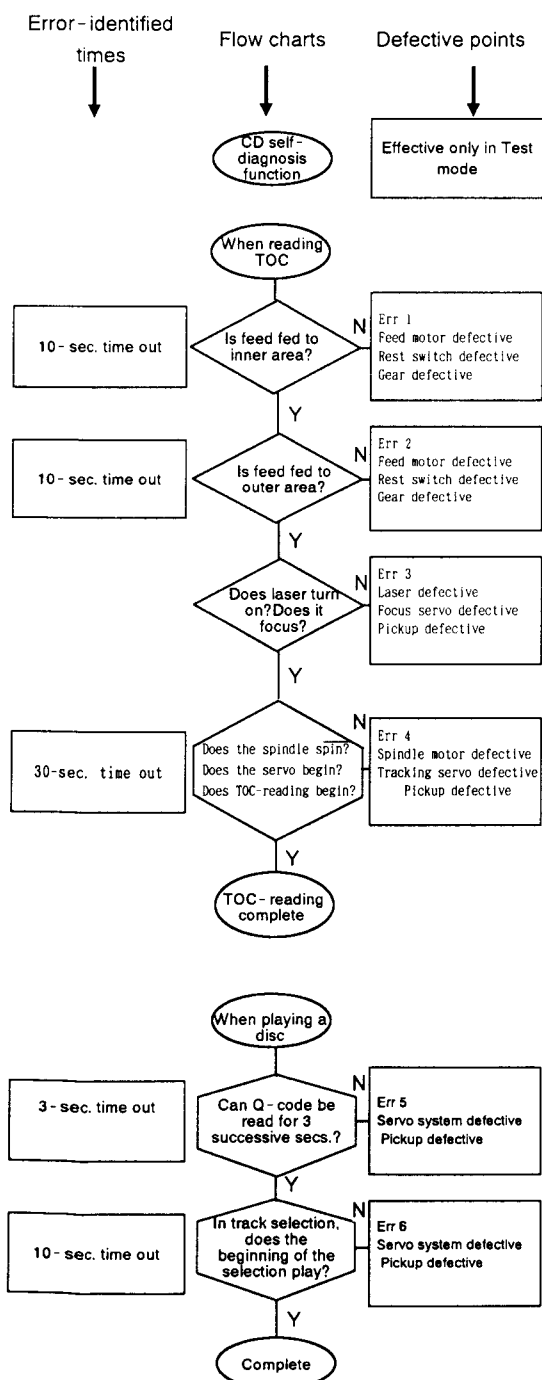 Error-identified times
Flow charts
Defective points
CD self-
diagnosis
function
Effective only in Test
mode
When reading
TOC
10- sec. time out
Is feed fed to
inner area?
N
Err 1
Feed motor defective
Rest switch defective
Gear defective
Y
10- sec. time out
Is feed fed to
outer area?
N
Err 2
Feed motor defective
Rest switch defective
Gear defective
Y
Does laser turn
on?Does it
focus?
N
Err 3
Laser defective
Focus servo defective
Pickup defective
Y
30-sec. time out
Does the spindle spin?
Does the servo begin?
Does TOC-reading begin?
N
Err 4
Spindle motor defective
Tracking servo defective
Pickup defective
Y
TOC-reading
complete
When playing a
disc
3-sec. time out
Can Q-code be
read for 3
successive secs.?
N
Err 5
Servo system defective
Pickup defective
Y
10-sec. time out
In track selection,
does the
beginning of the
selection play?
N
Err 6
Servo system defective
Pickup defective
Y
Complete